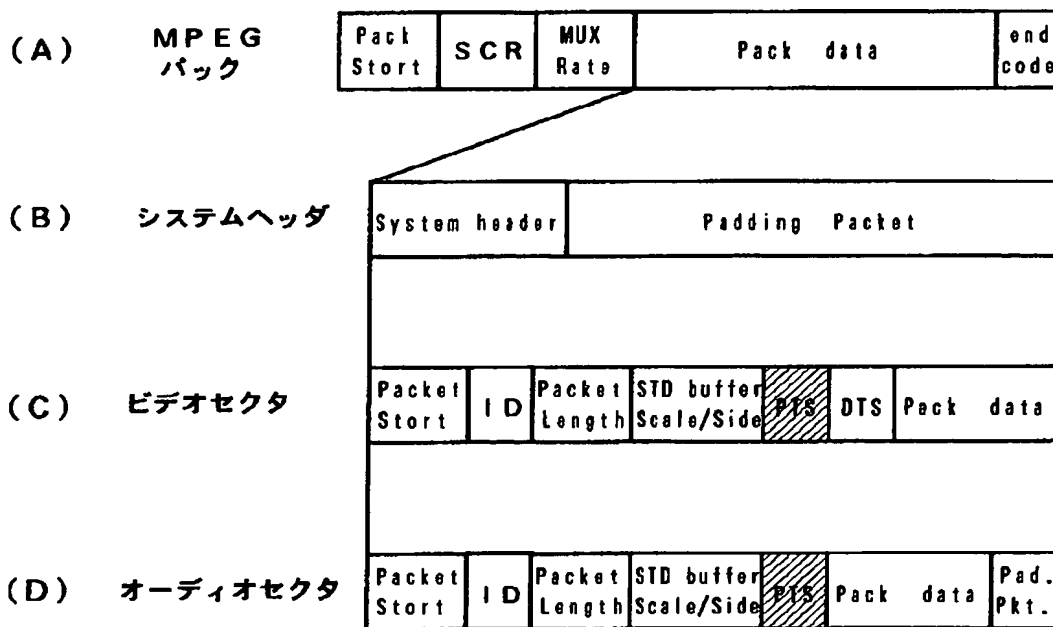 (A) MPEG パック Pack Stort SCR MUX Rate Pack data end code
(B) システムヘッダ System header Padding Packet
(C) ビデオセクタ Packet Stort ID Packet Length STD buffer Scale/Side PTS DTS Pack data
(D) オーディオセクタ Packet Stort ID Packet Length STD buffer Scale/Side PTS Pack data Pad. Pkt.